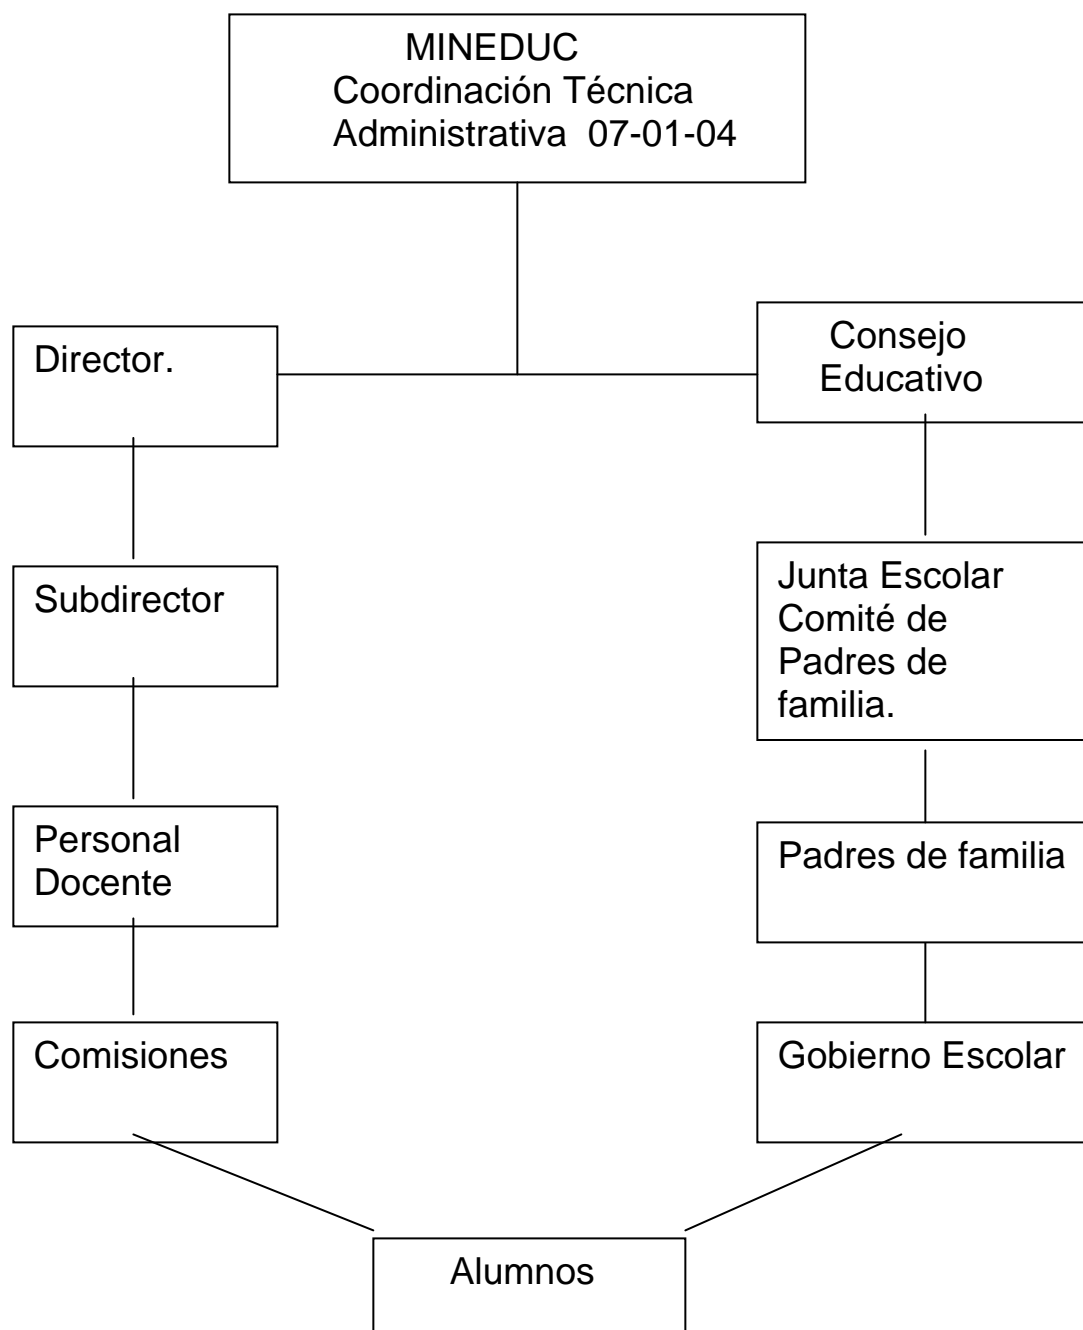 MINEDUC
Coordinación Técnica
Administrativa 07-01-04
Director.
Consejo
Educativo
Subdirector
Junta Escolar
Comité de
Padres de
familia.
Personal
Docente
Padres de familia
Comisiones
Gobierno Escolar
Alumnos